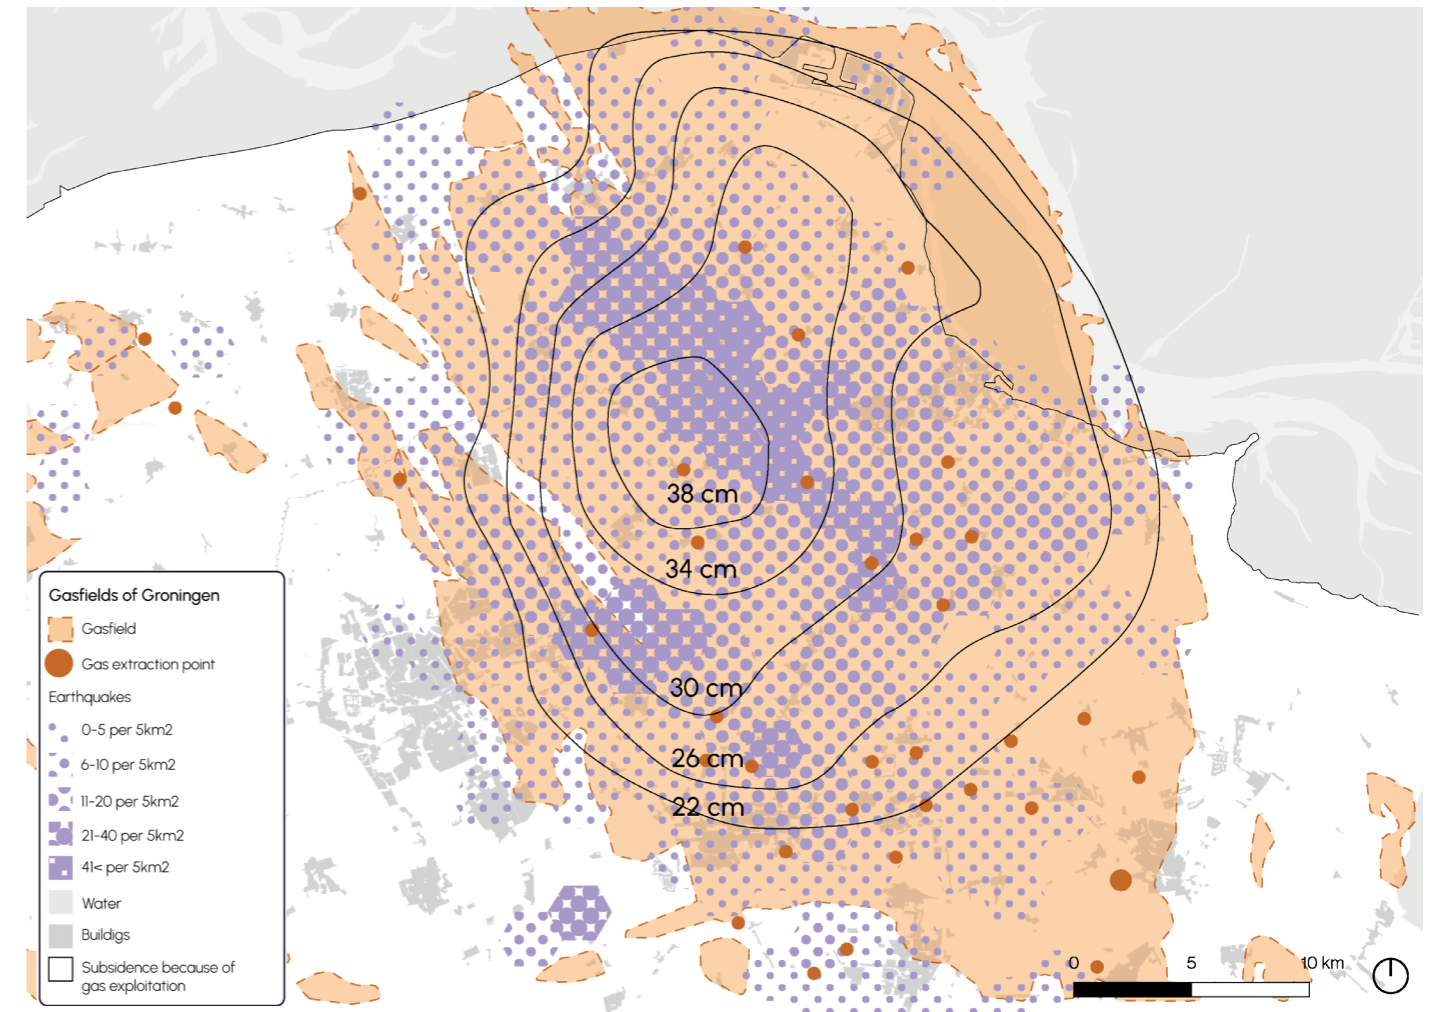 38 cm
34 cm
30 cm
26 cm
22 cm
Gasfields of Groningen
Gasfield
Gas extraction point
Earthquakes
0-5 per 5km2
6-10 per 5km2
11-20 per 5km2
21-40 per 5km2
41< per 5km2
Water
Buildigs
Subsidence because of
gas exploitation
0 5 10 km